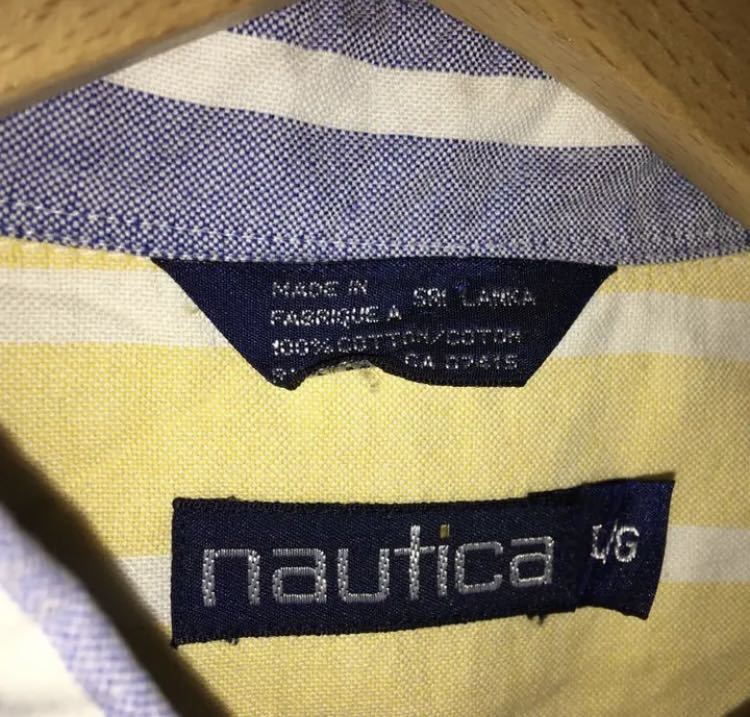 MADE IN SRI LANKA
FABRIQUE A
100% COTTON/COTON
CA 07415
nautica L/G